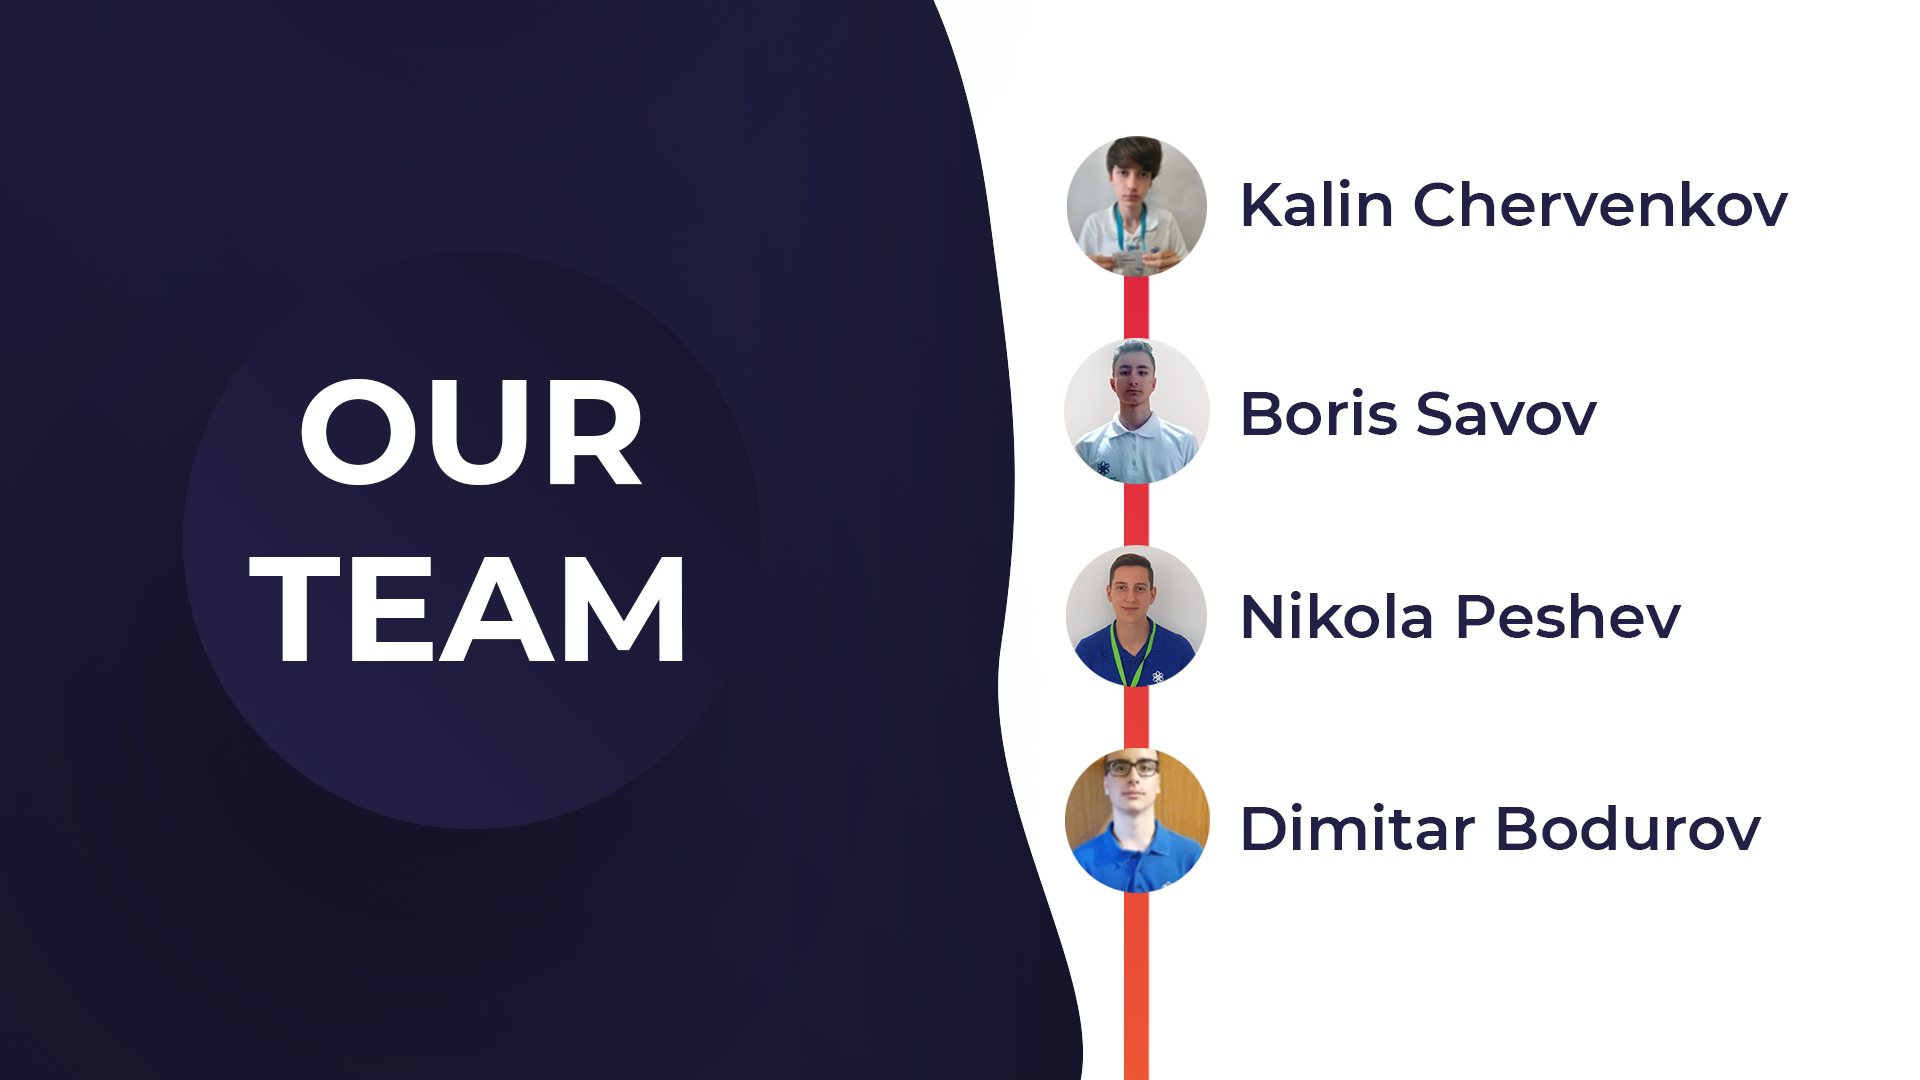 OUR
TEAM
Kalin Chervenkov
Boris Savov
Nikola Peshev
Dimitar Bodurov